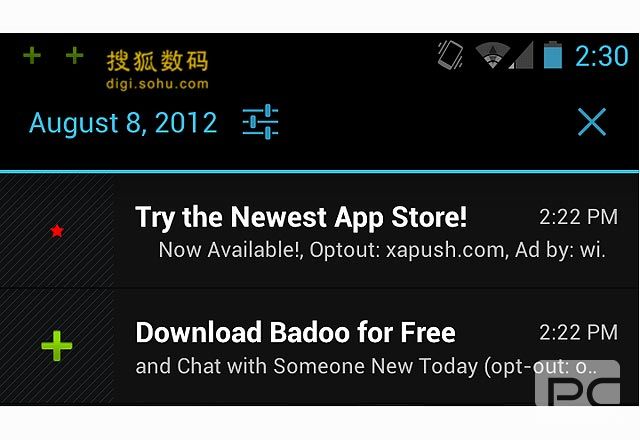 搜狐数码
digi.sohu.com
2:30
August 8, 2012
Try the Newest App Store!
2:22 PM
Now Available!, Optout: xapush.com, Ad by: wi.
Download Badoo for Free
2:22 PM
and Chat with Someone New Today (opt-out: o..
PC